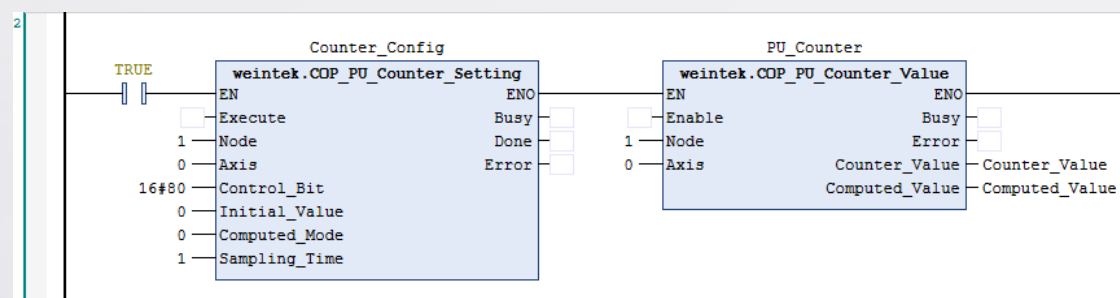 2
Counter_Config
PU_Counter
TRUE
weintek.COP_PU_Counter_Setting
weintek.COP_PU_Counter_Value
EN ENO
EN ENO
Execute Busy
Enable Busy
1 Node Done
1 Node Error
0 Axis Error
0 Axis Counter_Value Counter_Value
16#80 Control_Bit
Computed_Value Computed_Value
0 Initial_Value
0 Computed_Mode
1 Sampling_Time